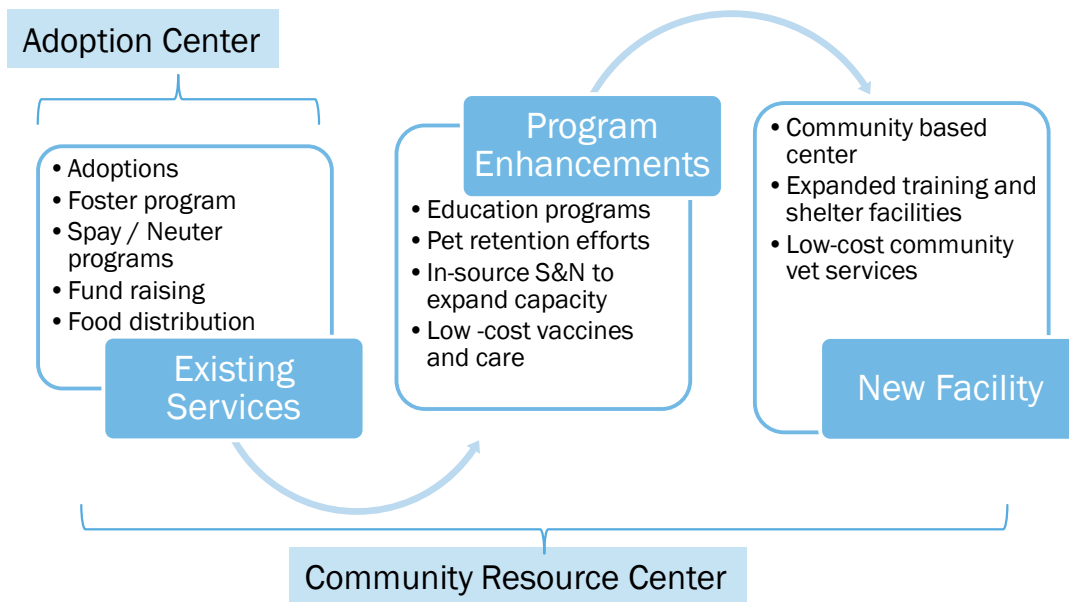 Adoption Center
• Adoptions
• Foster program
• Spay / Neuter
programs
• Fund raising
• Food distribution
Existing
Services
Program
Enhancements
• Education programs
• Pet retention efforts
• In-source S&N to
expand capacity
• Low -cost vaccines
and care
• Community based
center
• Expanded training and
shelter facilities
• Low-cost community
vet services
New Facility
Community Resource Center